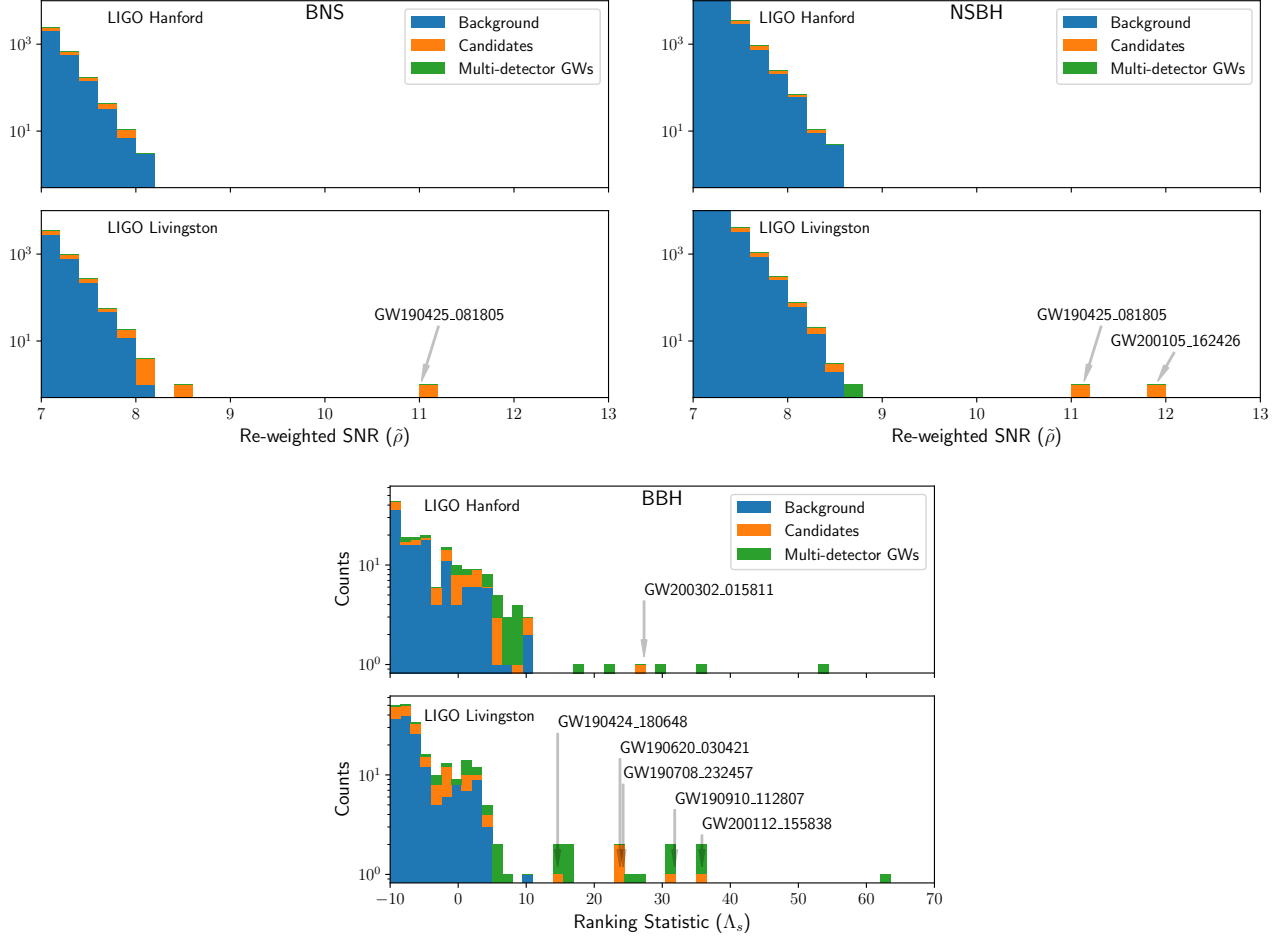 BNS
LIGO Hanford
Background
Candidates
Multi-detector GWs
10³
10¹
LIGO Livingston
10³
10¹
GW190425_081805
7 8 9 10 11 12 13
Re-weighted SNR (ρ̃)
NSBH
LIGO Hanford
Background
Candidates
Multi-detector GWs
10³
10¹
LIGO Livingston
10³
10¹
GW190425_081805
GW200105_162426
7 8 9 10 11 12 13
Re-weighted SNR (ρ̃)
BBH
LIGO Hanford
Background
Candidates
Multi-detector GWs
Counts
10¹
10⁰
GW200302_015811
LIGO Livingston
Counts
10¹
10⁰
GW190424_180648
GW190620_030421
GW190708_232457
GW190910_112807
GW200112_155838
−10 0 10 20 30 40 50 60 70
Ranking Statistic (Λₛ)